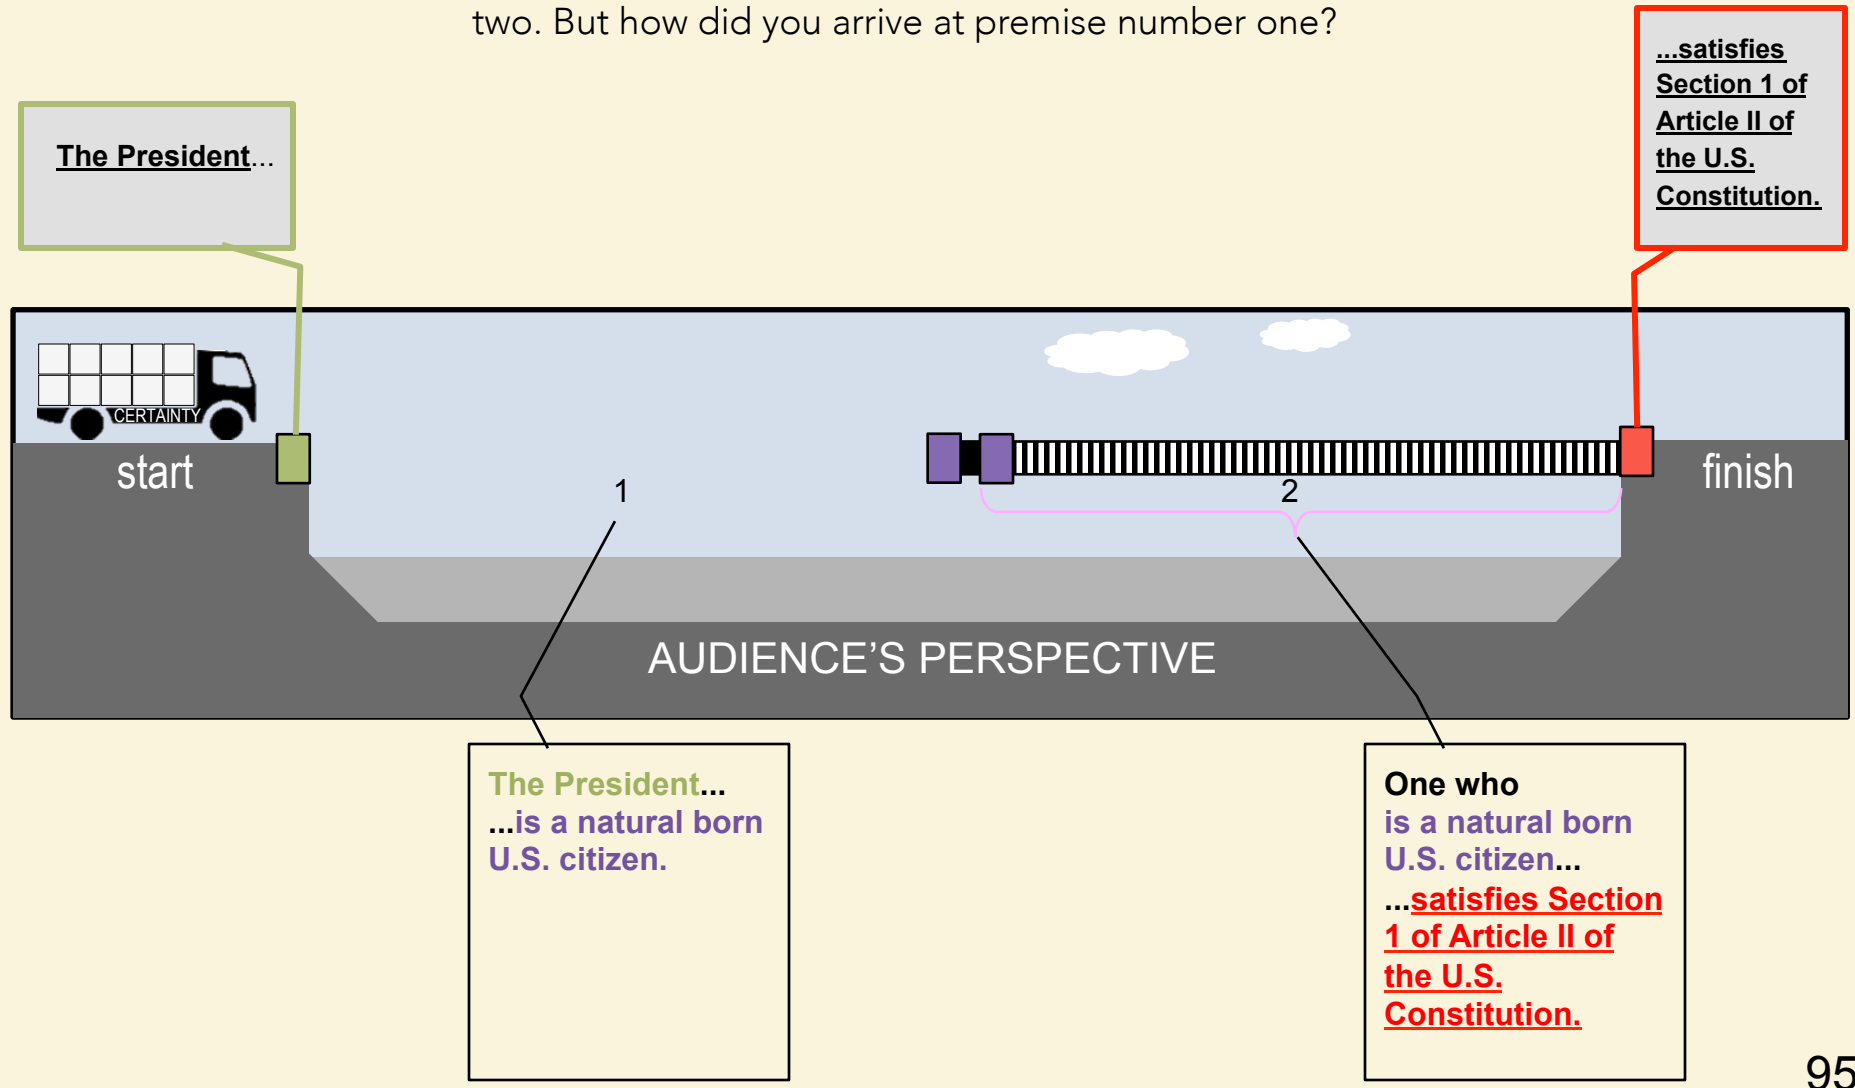 two. But how did you arrive at premise number one?
...satisfies
Section 1 of
Article II of
the U.S.
Constitution.
The President...
CERTAINTY
start
finish
1
2
AUDIENCE'S PERSPECTIVE
The President...
...is a natural born
U.S. citizen.
One who
is a natural born
U.S. citizen...
...satisfies Section
1 of Article II of
the U.S.
Constitution.
95